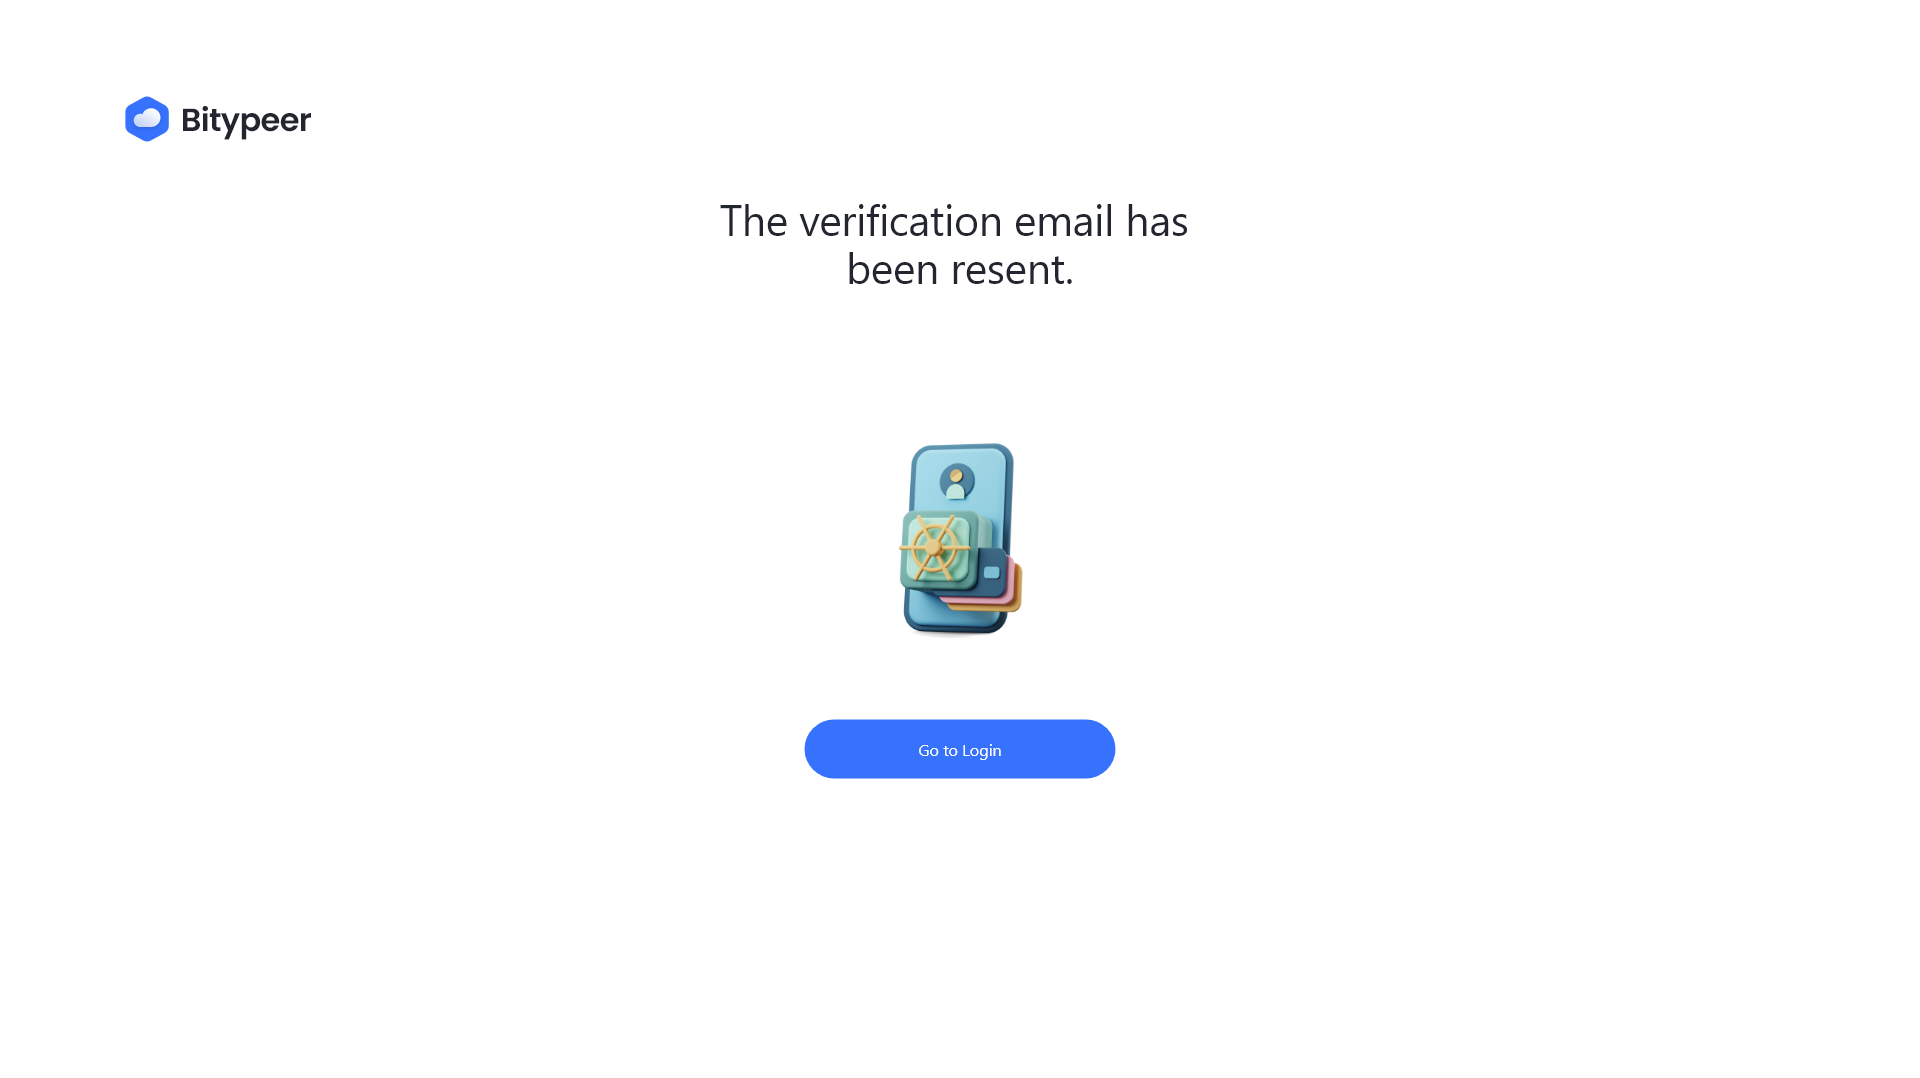 Bitypeer
The verification email has
been resent.
Go to Login